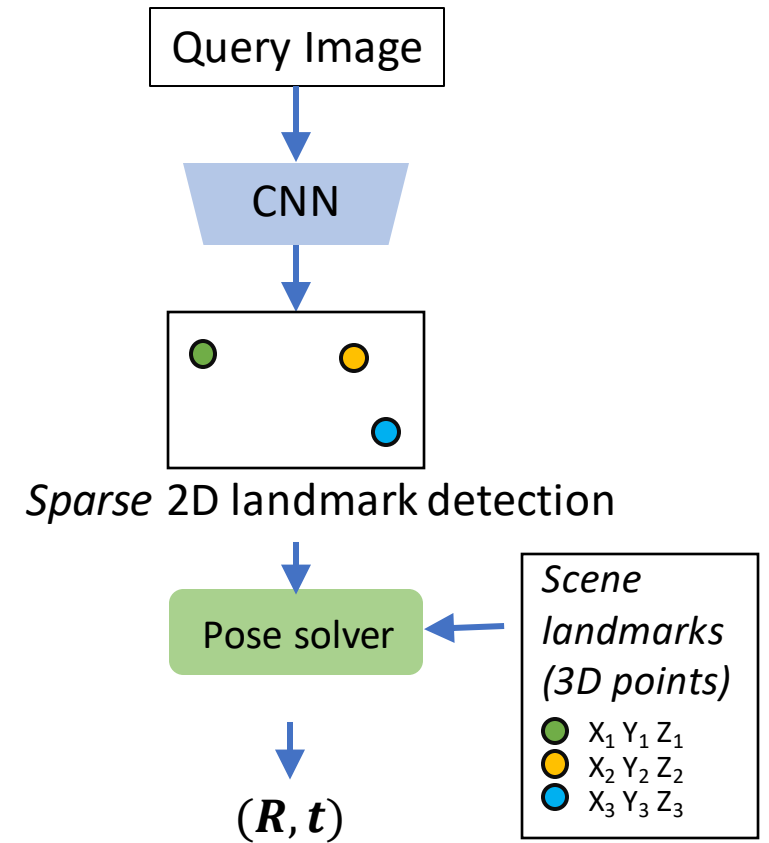 Query Image
CNN
Sparse 2D landmark detection
Pose solver
Scene
landmarks
(3D points)
X₁ Y₁ Z₁
X₂ Y₂ Z₂
X₃ Y₃ Z₃
(R, t)